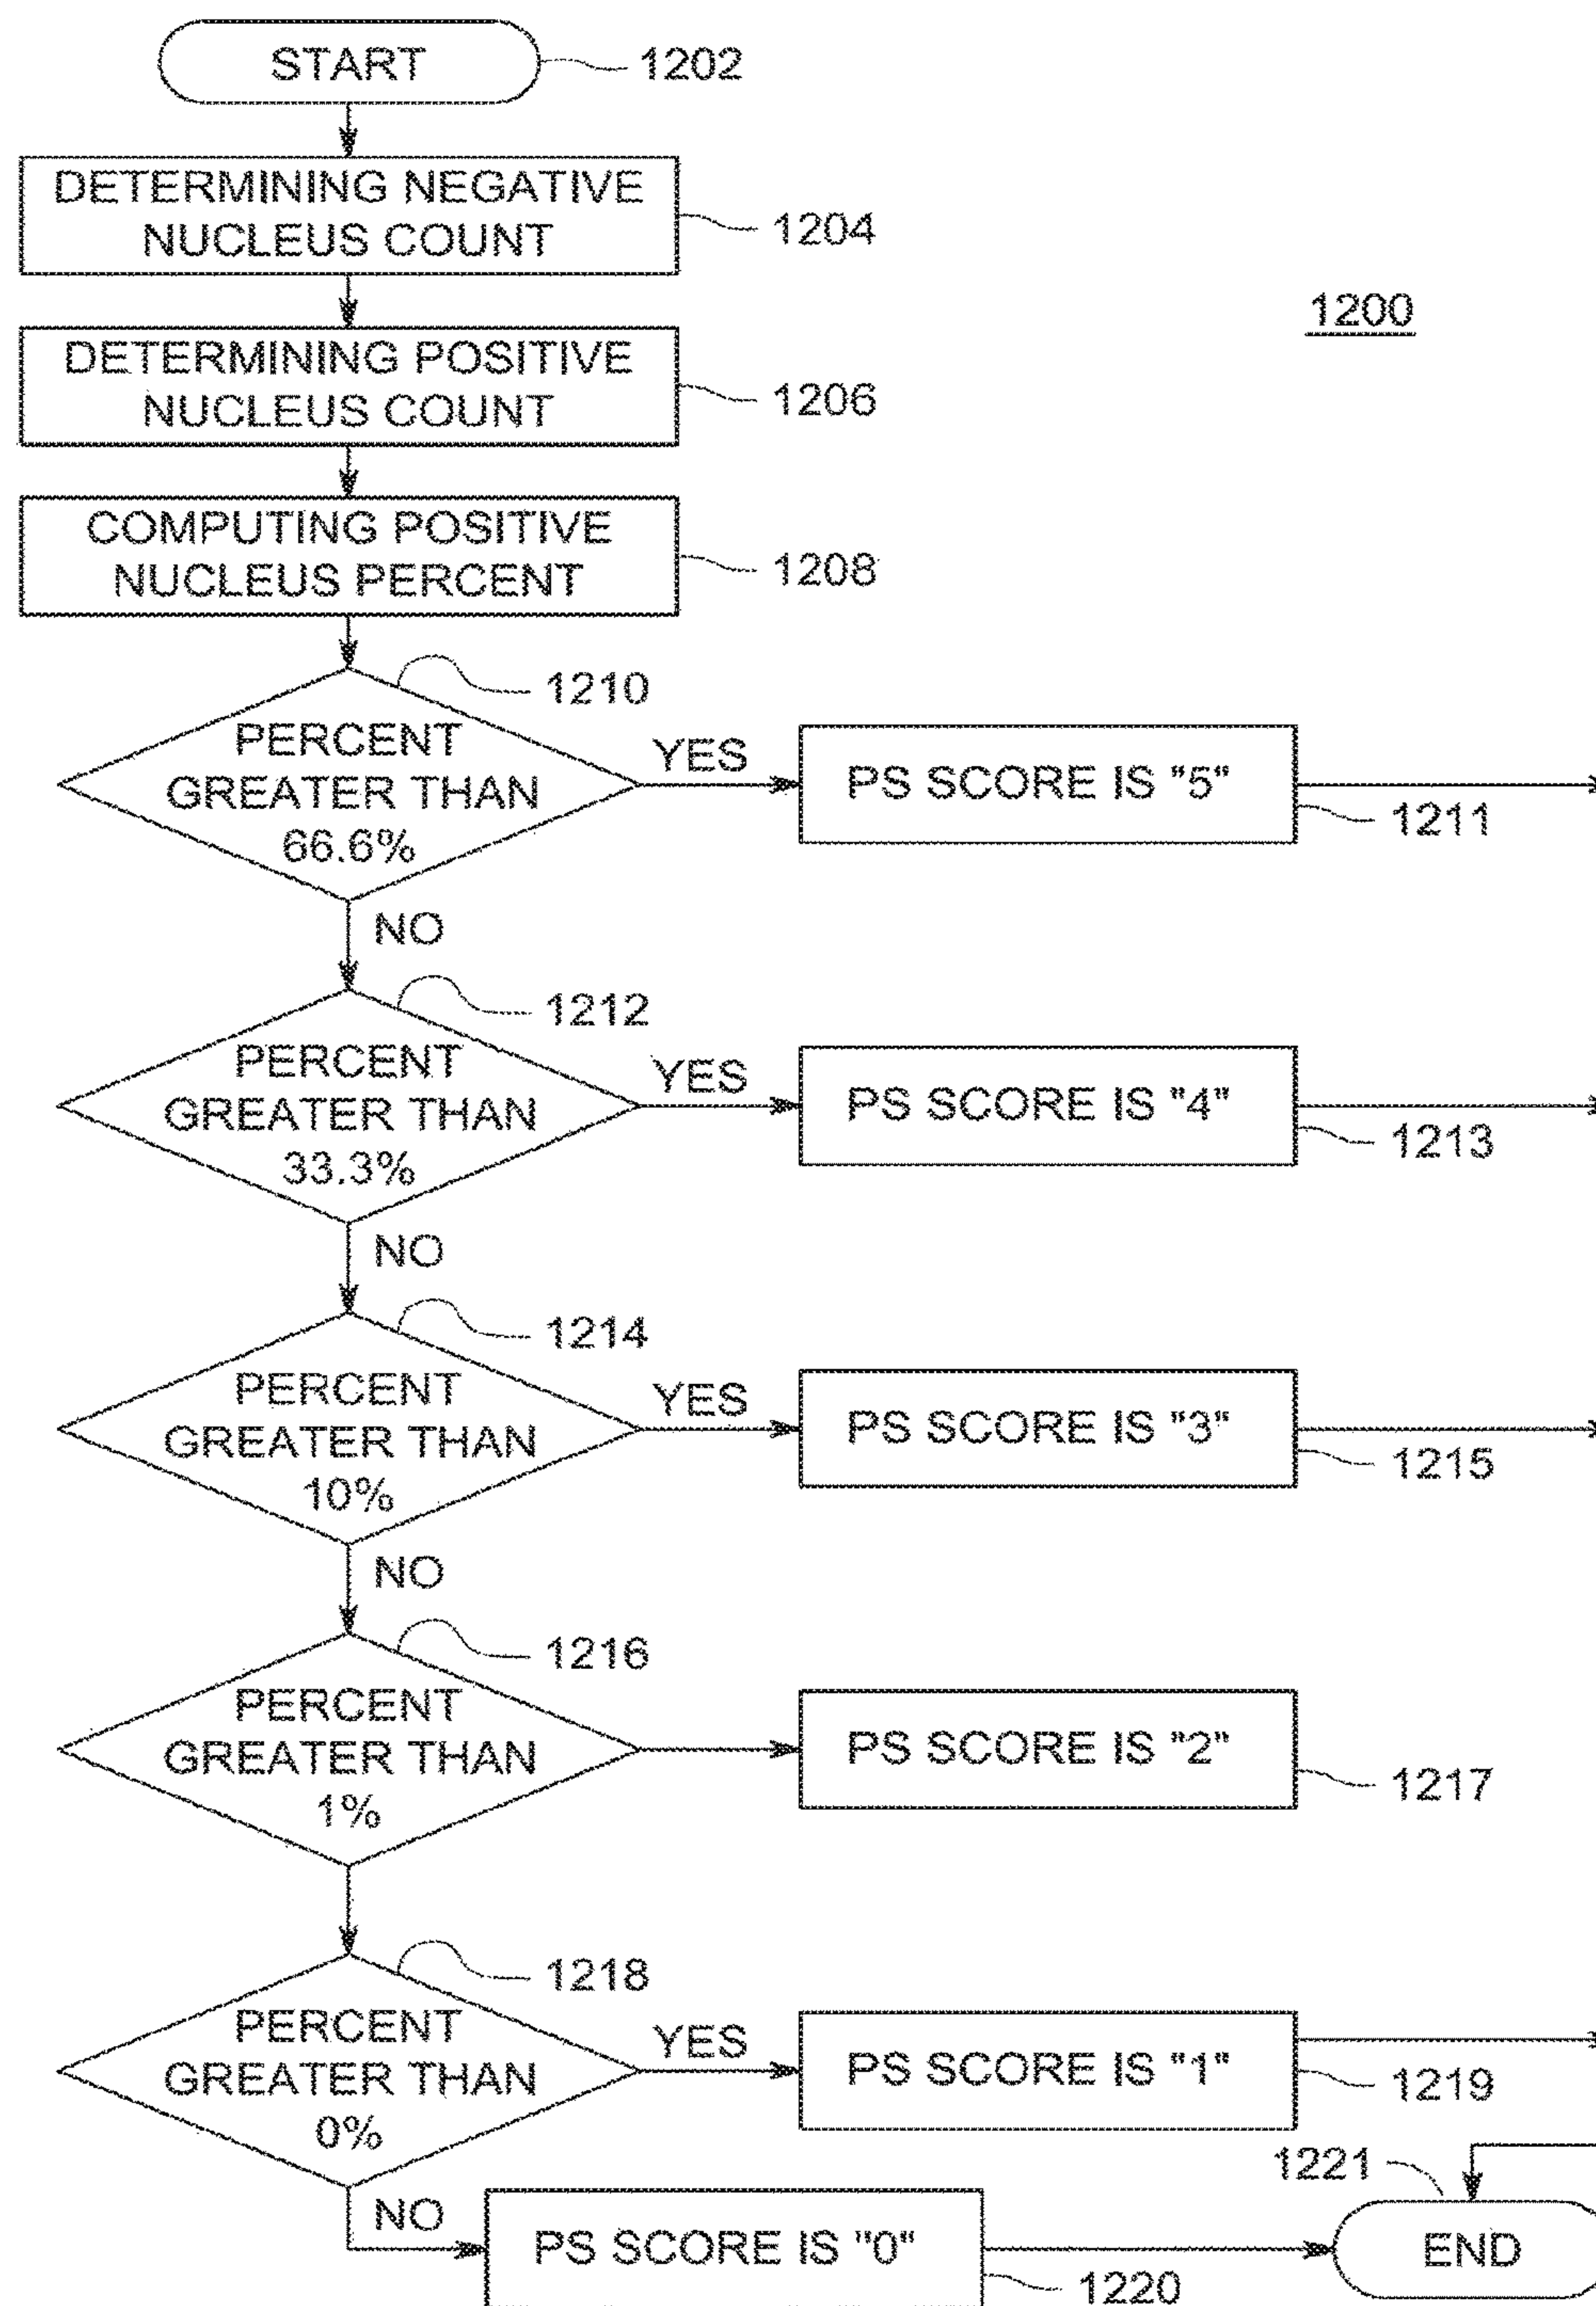 START
1202
DETERMINING NEGATIVE
NUCLEUS COUNT
1204
1200
DETERMINING POSITIVE
NUCLEUS COUNT
1206
COMPUTING POSITIVE
NUCLEUS PERCENT
1208
1210
PERCENT
GREATER THAN
66.6%
YES
PS SCORE IS "5"
1211
NO
1212
PERCENT
GREATER THAN
33.3%
YES
PS SCORE IS "4"
1213
NO
1214
PERCENT
GREATER THAN
10%
YES
PS SCORE IS "3"
1215
NO
1216
PERCENT
GREATER THAN
1%
PS SCORE IS "2"
1217
1218
PERCENT
GREATER THAN
0%
YES
PS SCORE IS "1"
1219
NO
PS SCORE IS "0"
1220
1221
END